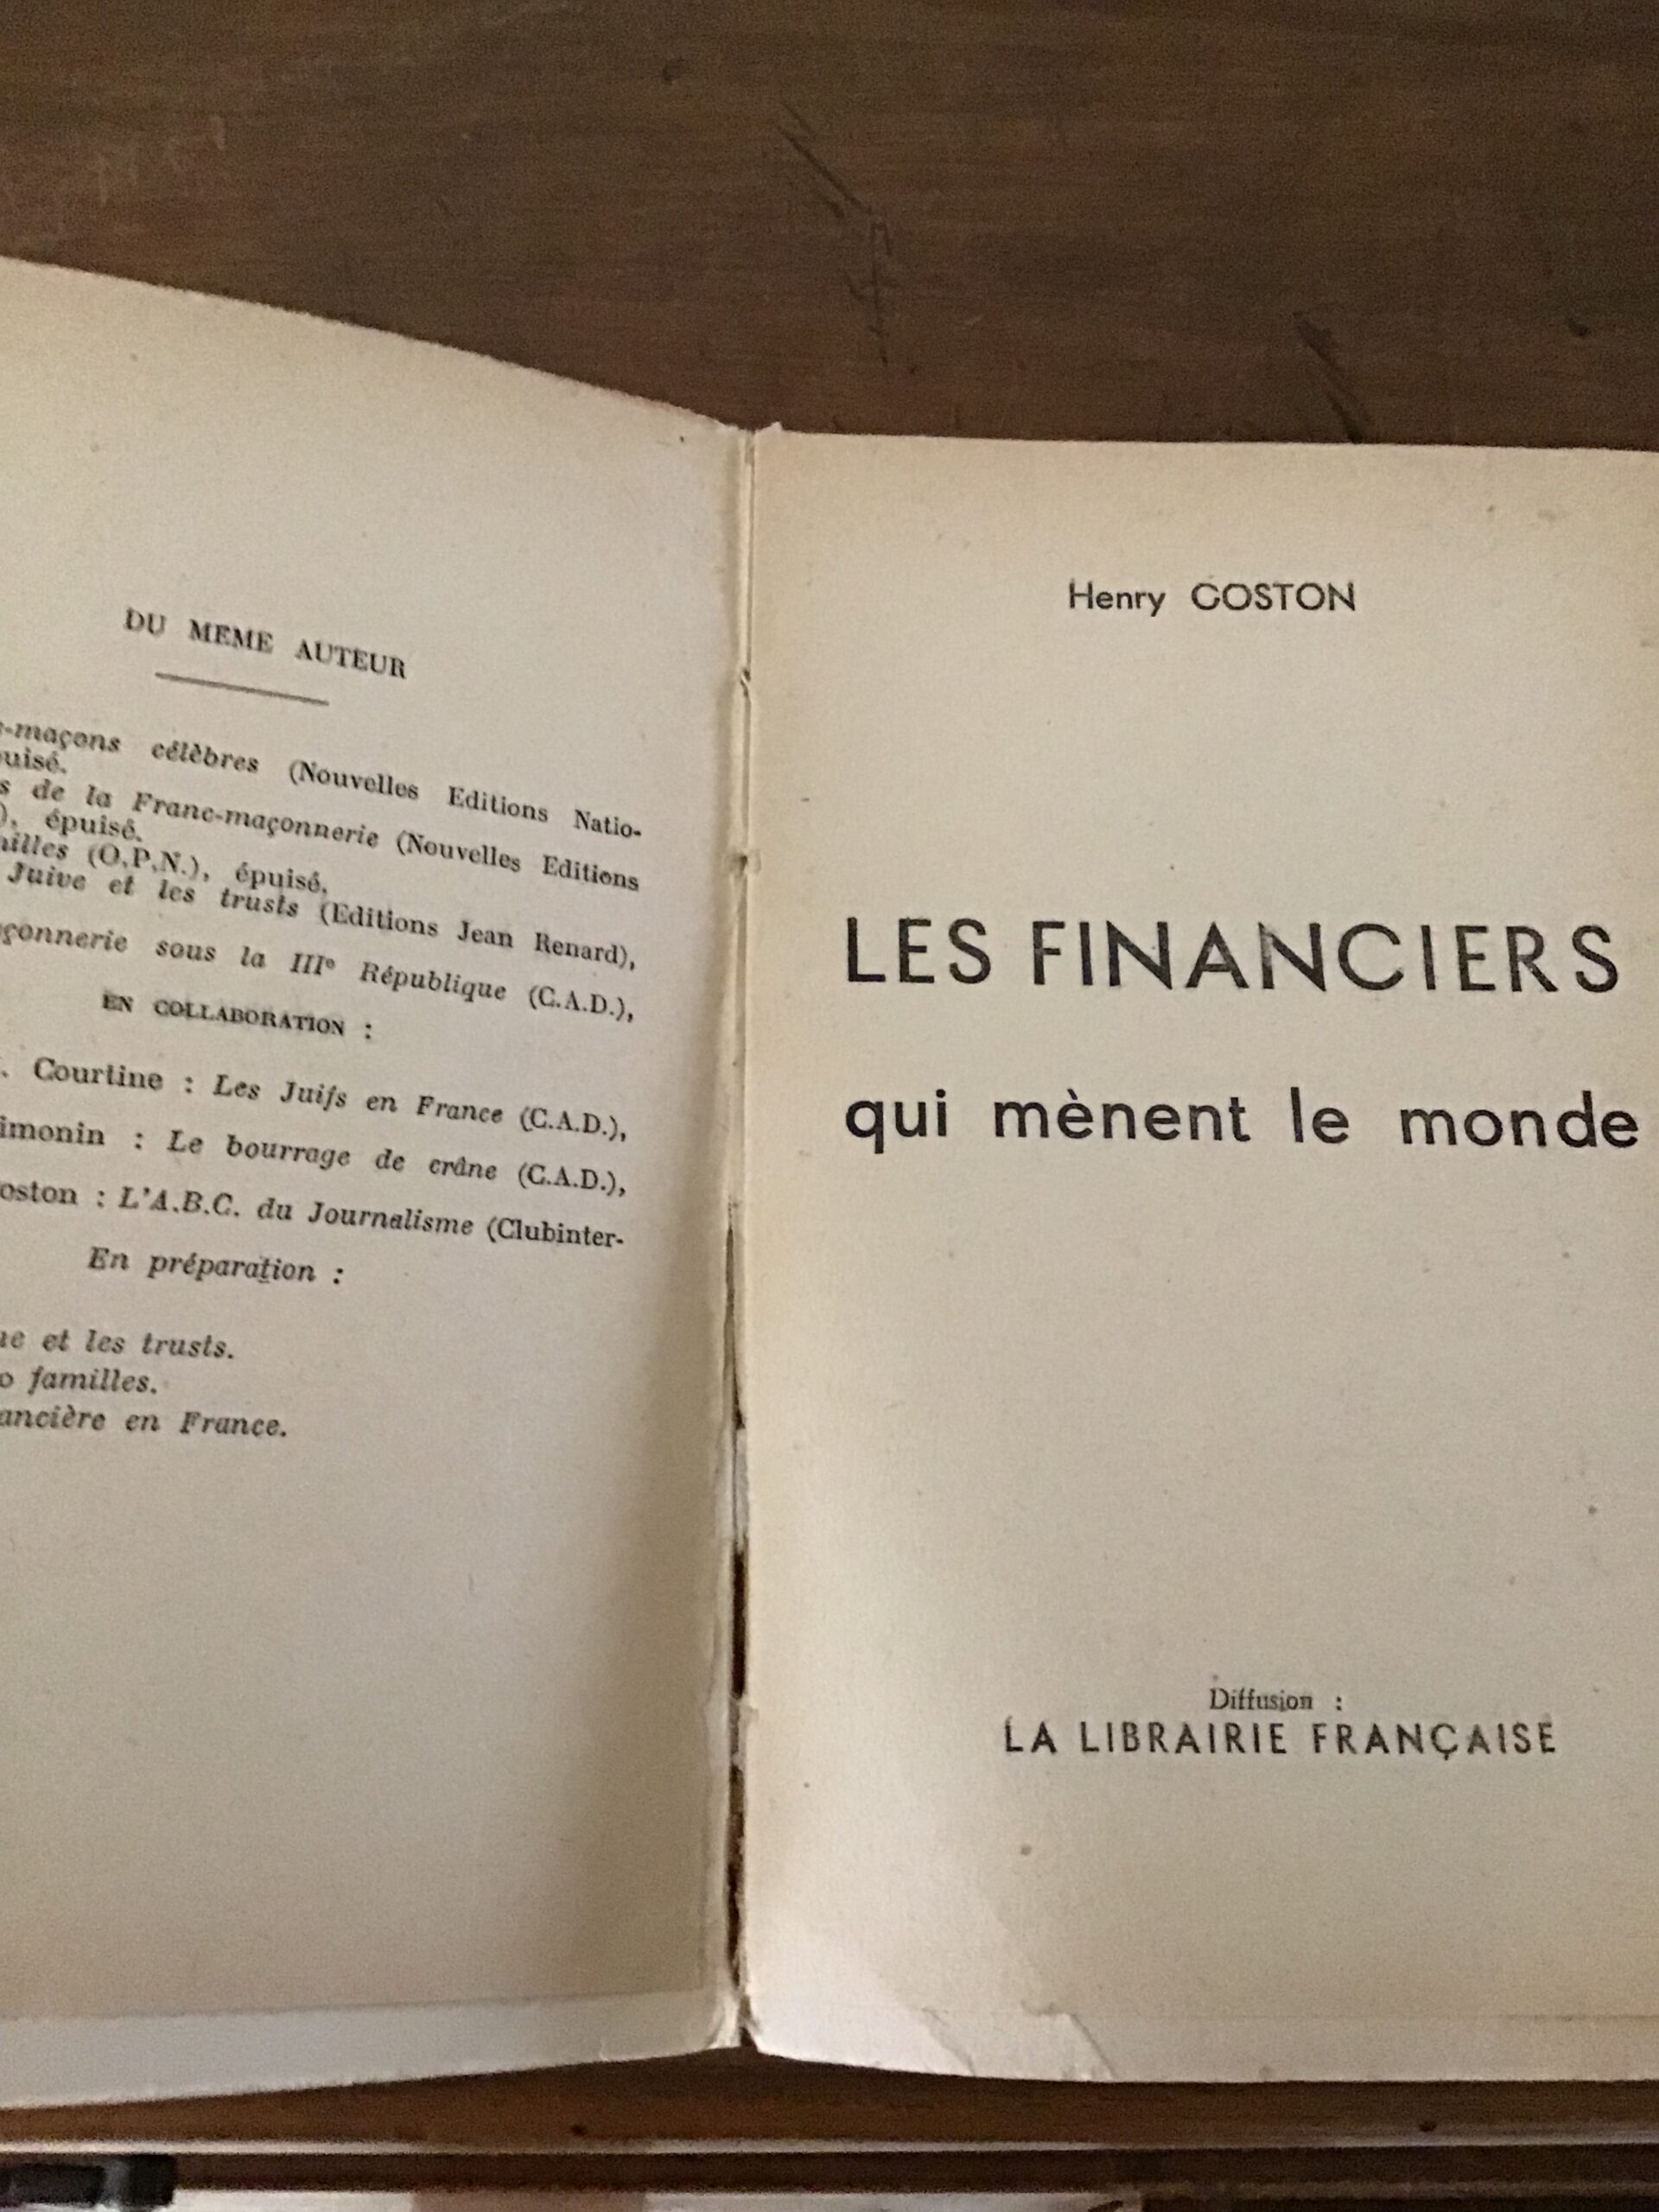 DU MEME AUTEUR
-maçons célèbres (Nouvelles Editions Natio-
uisé.
s de la Franc-maçonnerie (Nouvelles Editions
), épuisé.
illes (O.P.N.), épuisé.
Juive et les trusts (Editions Jean Renard),
çonnerie sous la IIIe République (C.A.D.),
EN COLLABORATION :
. Courtine : Les Juifs en France (C.A.D.),
imonin : Le bourrage de crâne (C.A.D.),
oston : L'A.B.C. du Journalisme (Clubinter-
En préparation :
ue et les trusts.
o familles.
ancière en France.
Henry COSTON
LES FINANCIERS
qui mènent le monde
Diffusion :
LA LIBRAIRIE FRANÇAISE